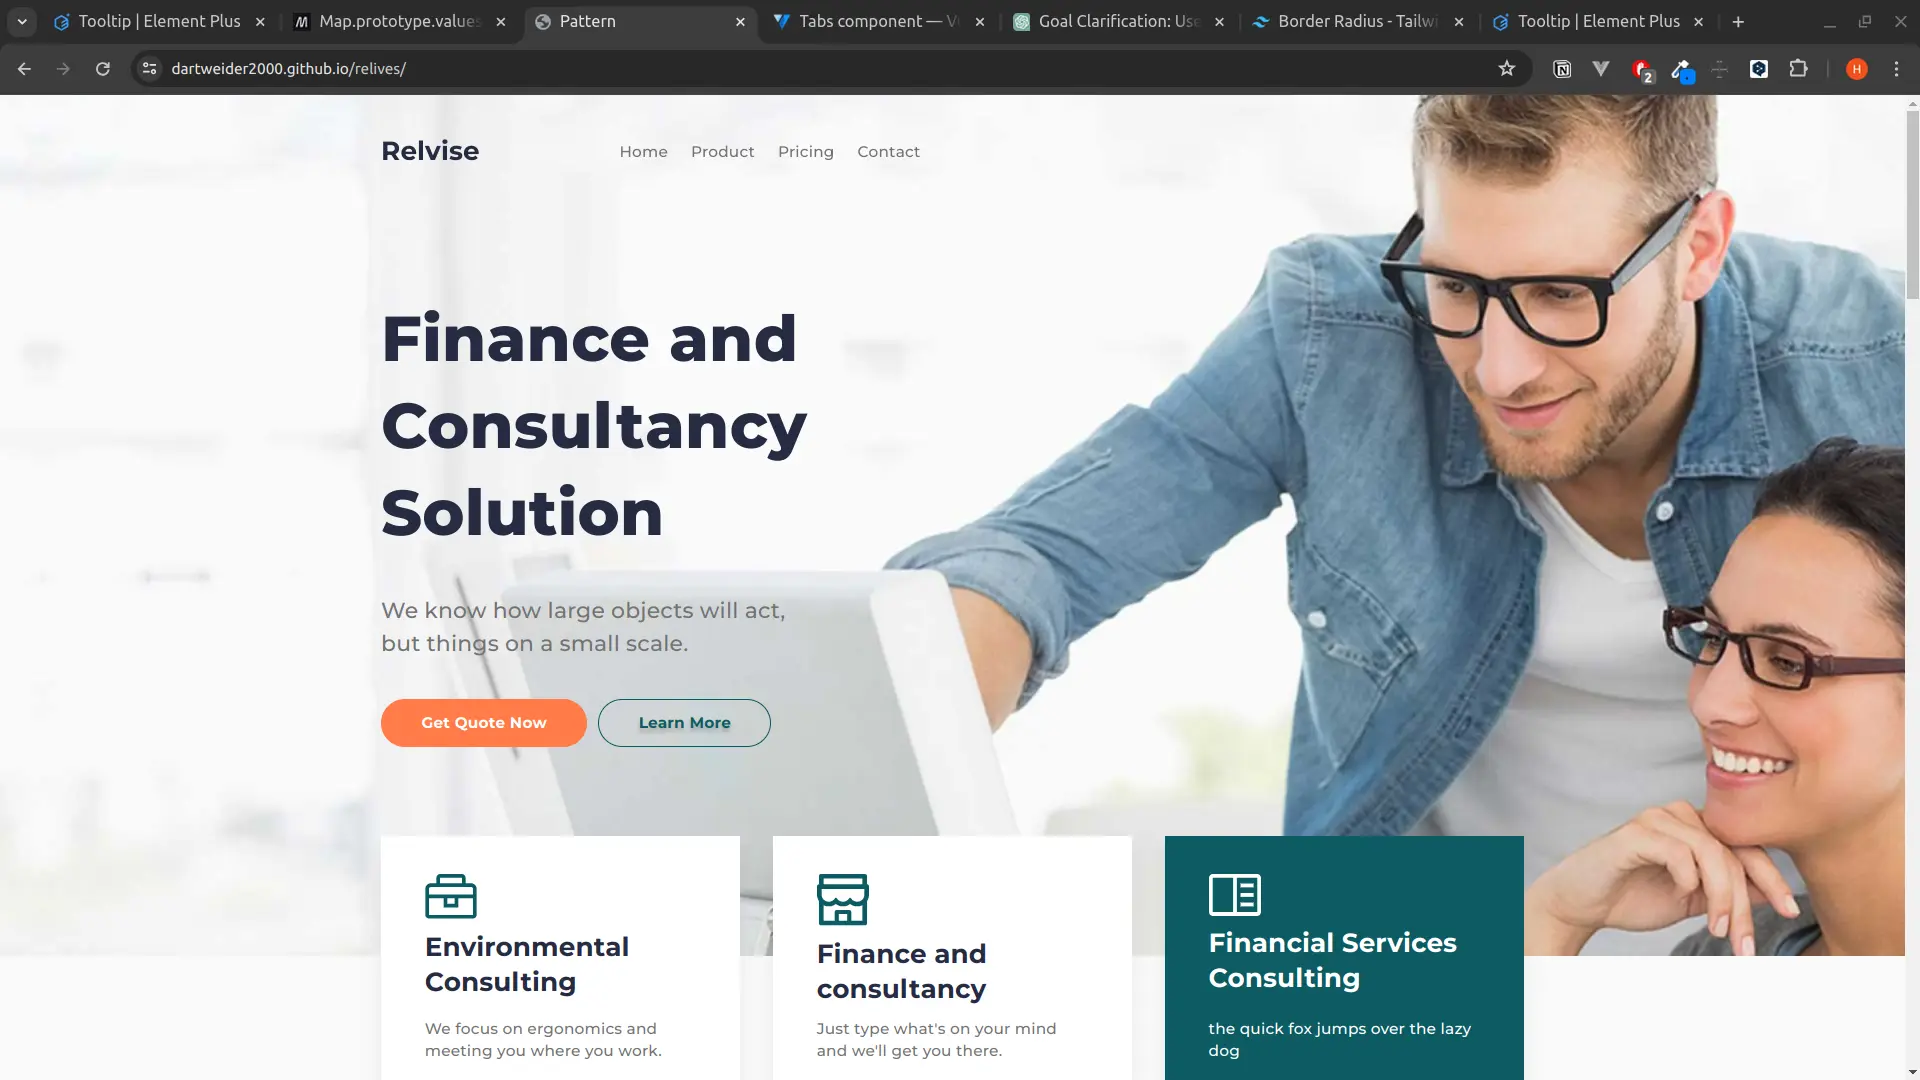 Tooltip | Element Plus
Map.prototype.values
Pattern
Tabs component — V
Goal Clarification: Use
Border Radius - Tailwi
Tooltip | Element Plus
dartweider2000.github.io/relives/
2
H
Relvise
Home
Product
Pricing
Contact
Finance and
Consultancy
Solution
We know how large objects will act,
but things on a small scale.
Get Quote Now
Learn More
Environmental
Consulting
We focus on ergonomics and
meeting you where you work.
Finance and
consultancy
Just type what's on your mind
and we'll get you there.
Financial Services
Consulting
the quick fox jumps over the lazy
dog